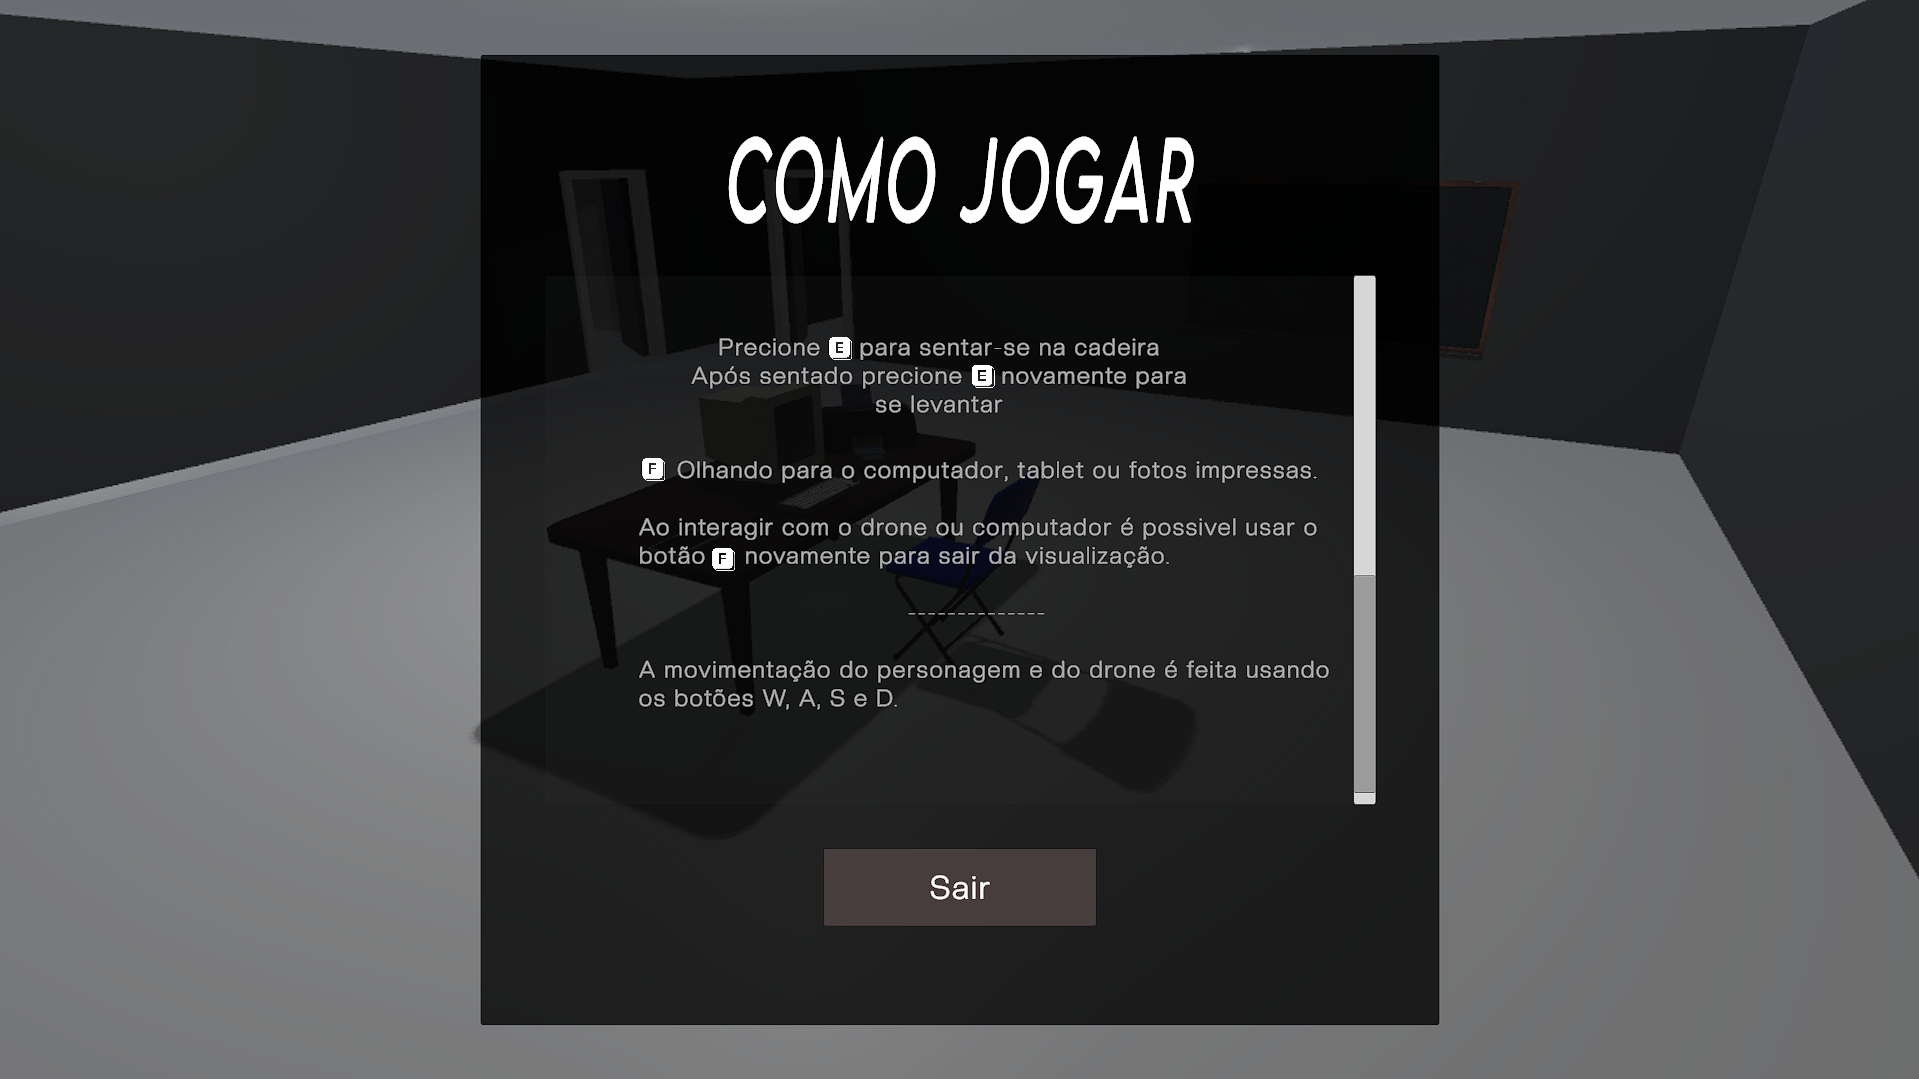 COMO JOGAR
Precione E para sentar-se na cadeira
Após sentado precione E novamente para
se levantar
F Olhando para o computador, tablet ou fotos impressas.
Ao interagir com o drone ou computador é possivel usar o
botão F novamente para sair da visualização.
--------------
A movimentação do personagem e do drone é feita usando
os botões W, A, S e D.
Sair